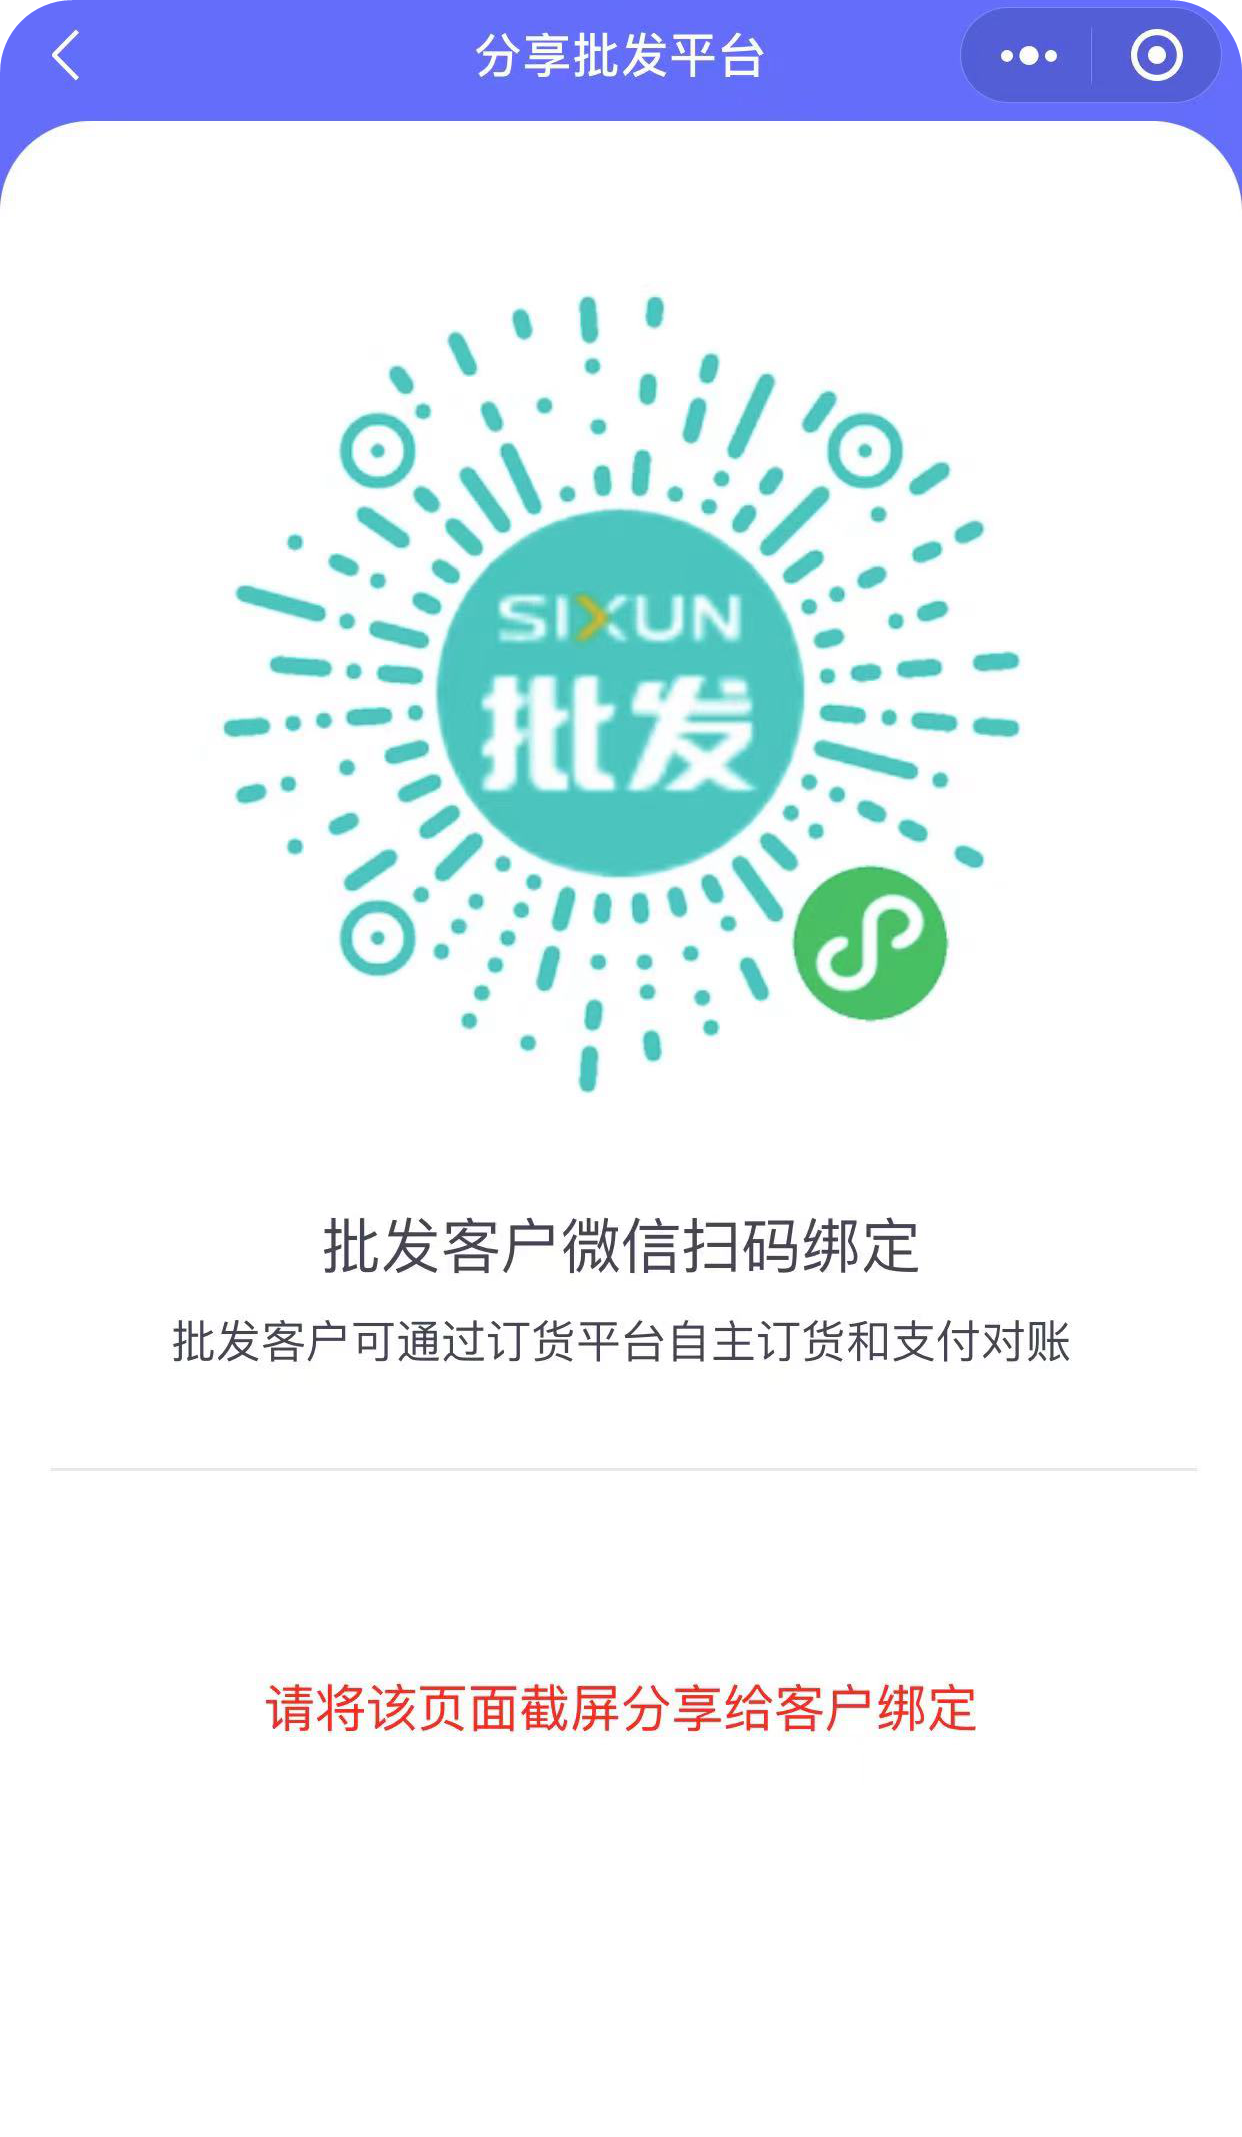 分享批发平台
SIXUN
批发
批发客户微信扫码绑定
批发客户可通过订货平台自主订货和支付对账
请将该页面截屏分享给客户绑定